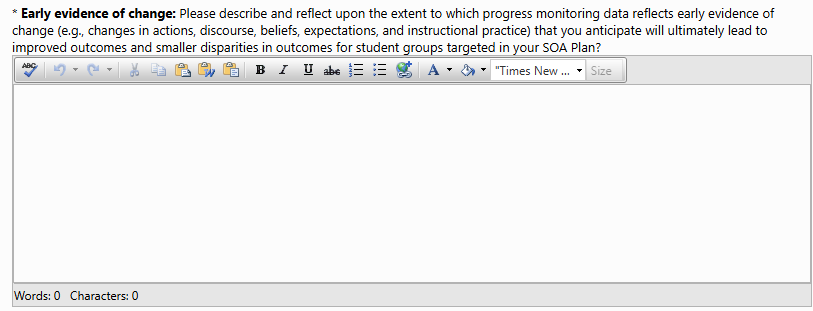 * Early evidence of change: Please describe and reflect upon the extent to which progress monitoring data reflects early evidence of
change (e.g., changes in actions, discourse, beliefs, expectations, and instructional practice) that you anticipate will ultimately lead to
improved outcomes and smaller disparities in outcomes for student groups targeted in your SOA Plan?
ABC B I U abc A "Times New ... Size
Words: 0 Characters: 0